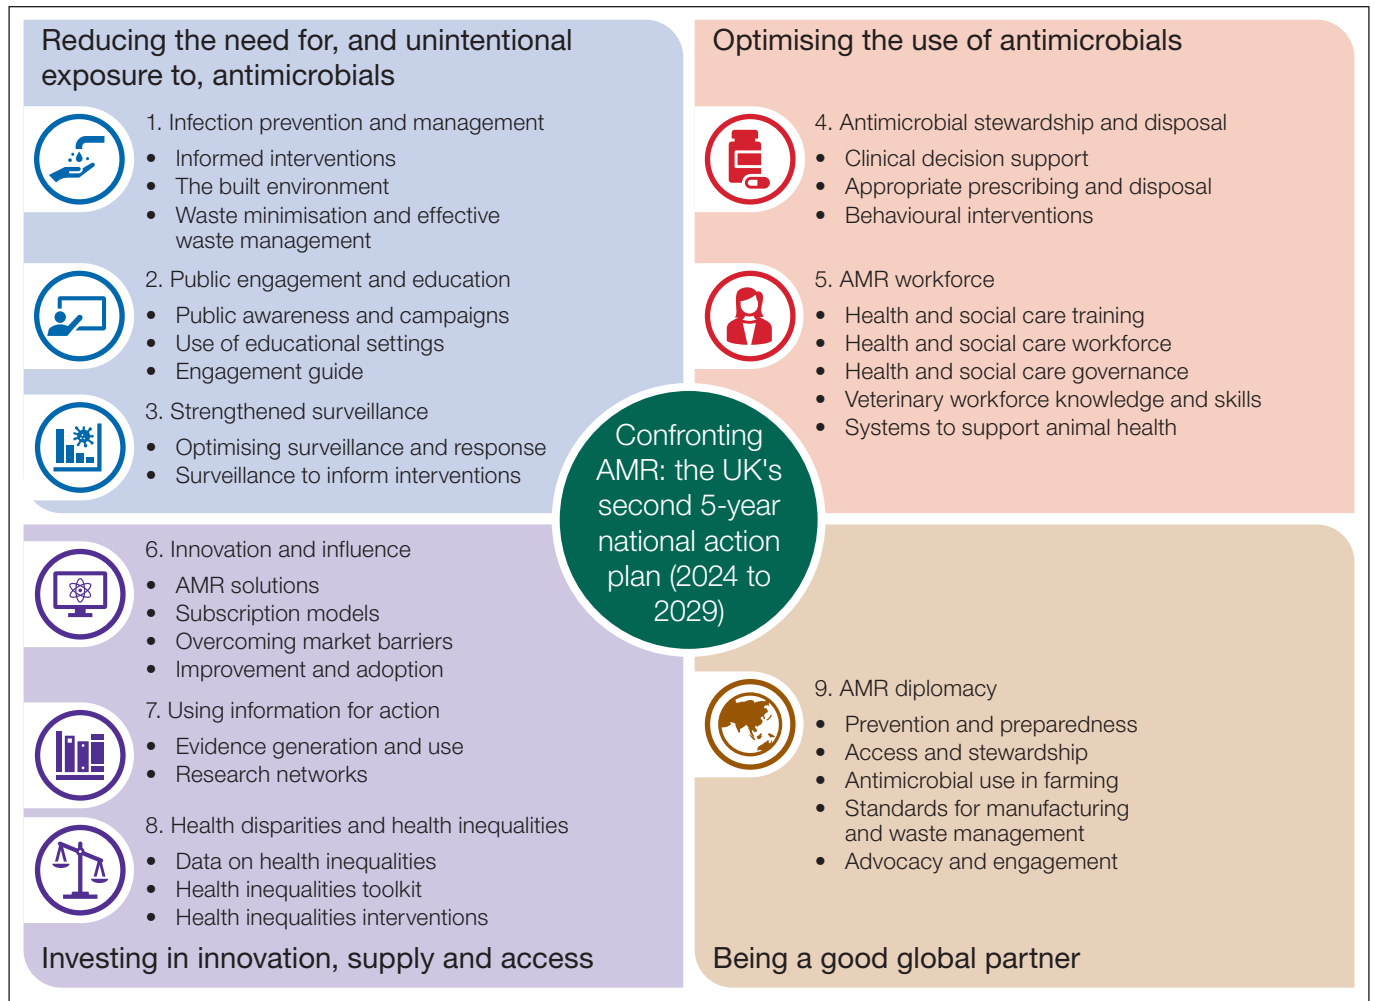 Reducing the need for, and unintentional
exposure to, antimicrobials
1. Infection prevention and management
• Informed interventions
• The built environment
• Waste minimisation and effective
waste management
2. Public engagement and education
• Public awareness and campaigns
• Use of educational settings
• Engagement guide
3. Strengthened surveillance
• Optimising surveillance and response
• Surveillance to inform interventions
Optimising the use of antimicrobials
4. Antimicrobial stewardship and disposal
• Clinical decision support
• Appropriate prescribing and disposal
• Behavioural interventions
5. AMR workforce
• Health and social care training
• Health and social care workforce
• Health and social care governance
• Veterinary workforce knowledge and skills
• Systems to support animal health
Confronting
AMR: the UK's
second 5-year
national action
plan (2024 to
2029)
6. Innovation and influence
• AMR solutions
• Subscription models
• Overcoming market barriers
• Improvement and adoption
7. Using information for action
• Evidence generation and use
• Research networks
8. Health disparities and health inequalities
• Data on health inequalities
• Health inequalities toolkit
• Health inequalities interventions
Investing in innovation, supply and access
9. AMR diplomacy
• Prevention and preparedness
• Access and stewardship
• Antimicrobial use in farming
• Standards for manufacturing
and waste management
• Advocacy and engagement
Being a good global partner